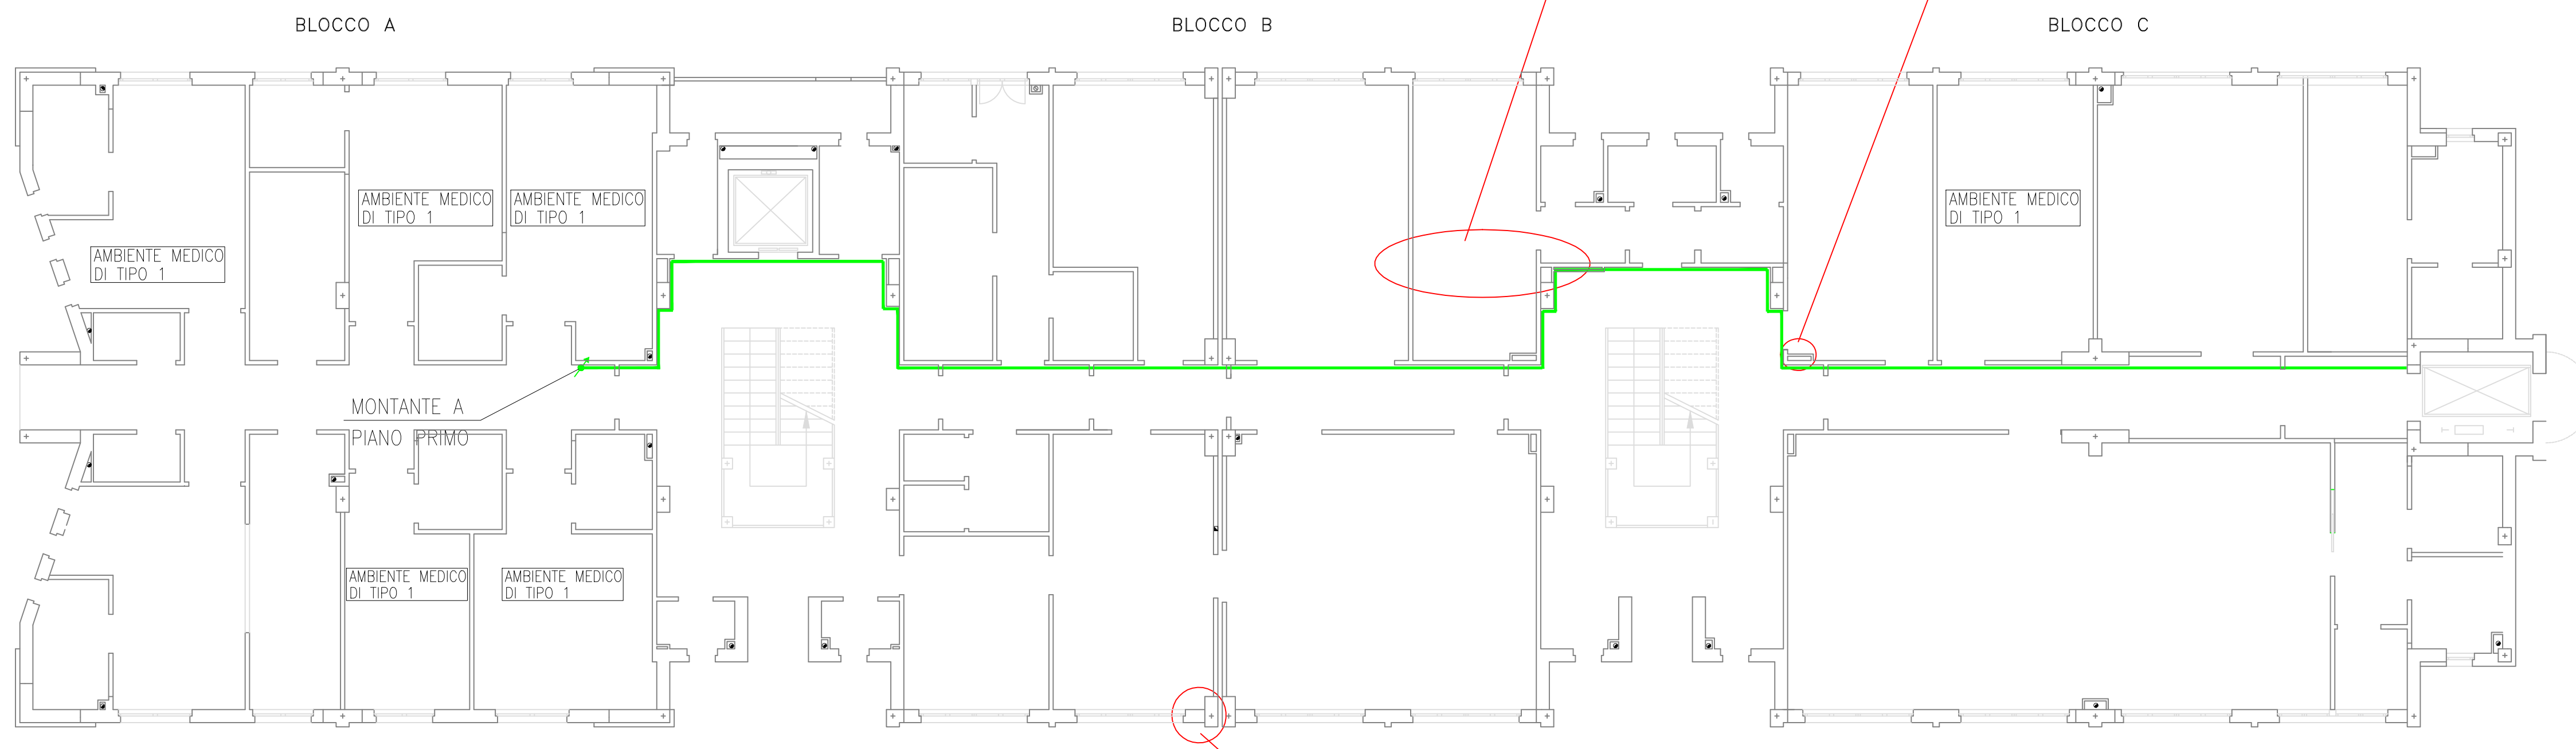 BLOCCO A
BLOCCO B
BLOCCO C
AMBIENTE MEDICO
DI TIPO 1
AMBIENTE MEDICO
DI TIPO 1
AMBIENTE MEDICO
DI TIPO 1
AMBIENTE MEDICO
DI TIPO 1
MONTANTE A
PIANO PRIMO
AMBIENTE MEDICO
DI TIPO 1
AMBIENTE MEDICO
DI TIPO 1